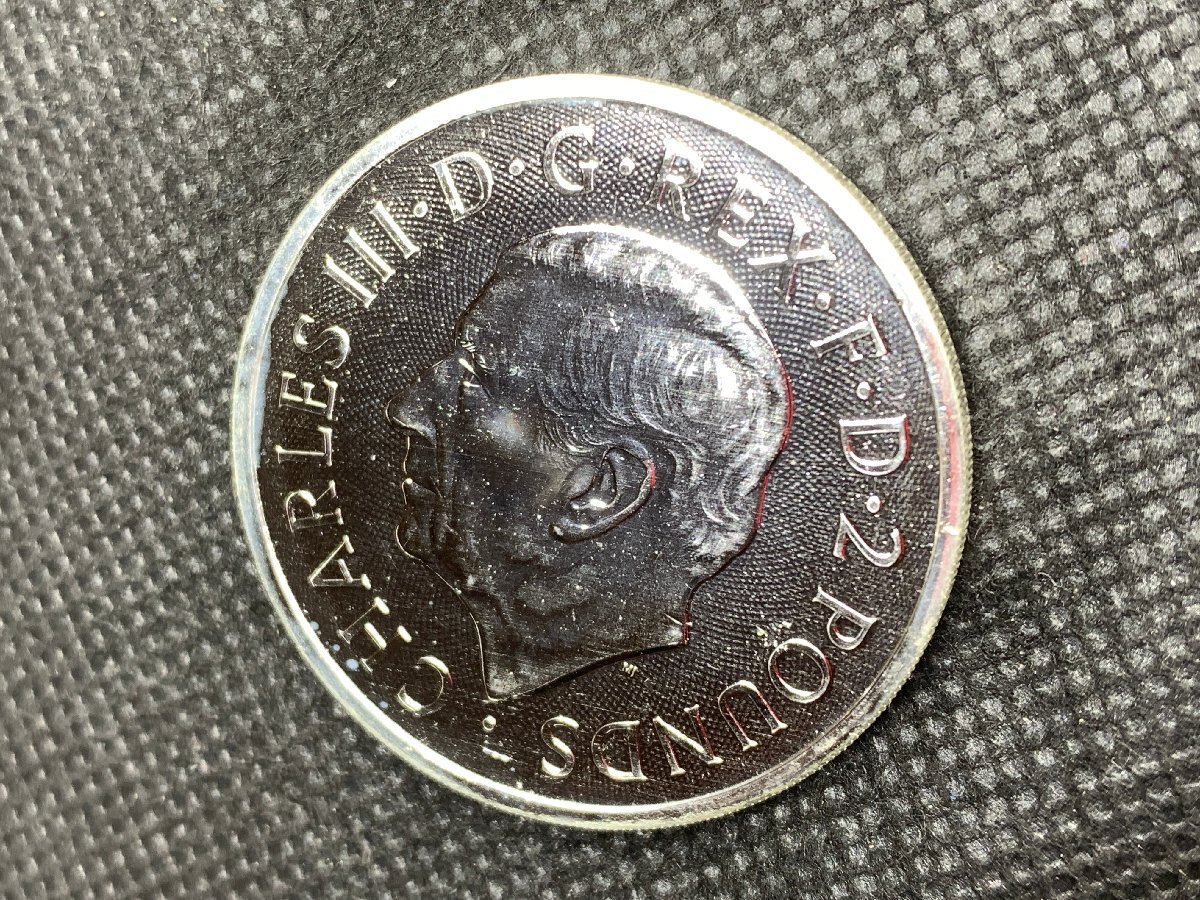 CHARLES III · D · G · REX · F · D · 2 POUNDS ·
M